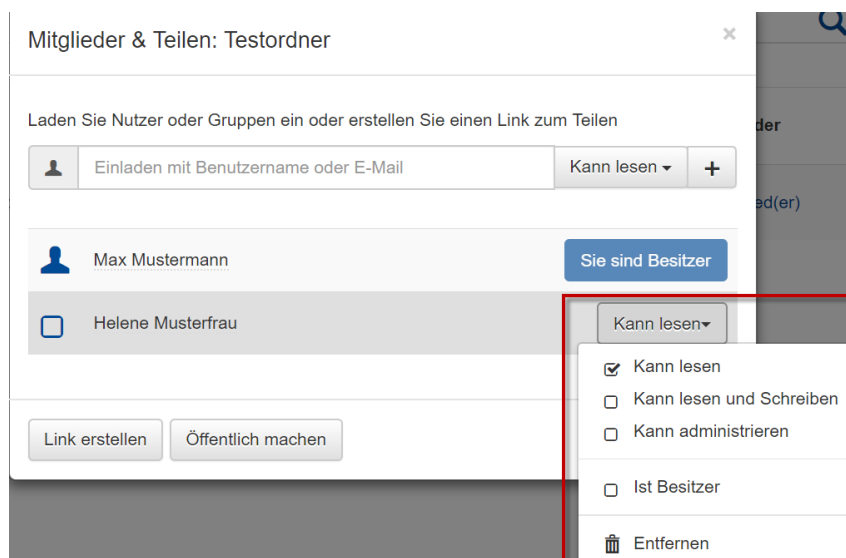 Mitglieder & Teilen: Testordner
×
Laden Sie Nutzer oder Gruppen ein oder erstellen Sie einen Link zum Teilen
der
Einladen mit Benutzername oder E-Mail
Kann lesen
+
ed(er)
Max Mustermann
Sie sind Besitzer
Helene Musterfrau
Kann lesen
Kann lesen
Kann lesen und Schreiben
Kann administrieren
Link erstellen
Öffentlich machen
Ist Besitzer
Entfernen